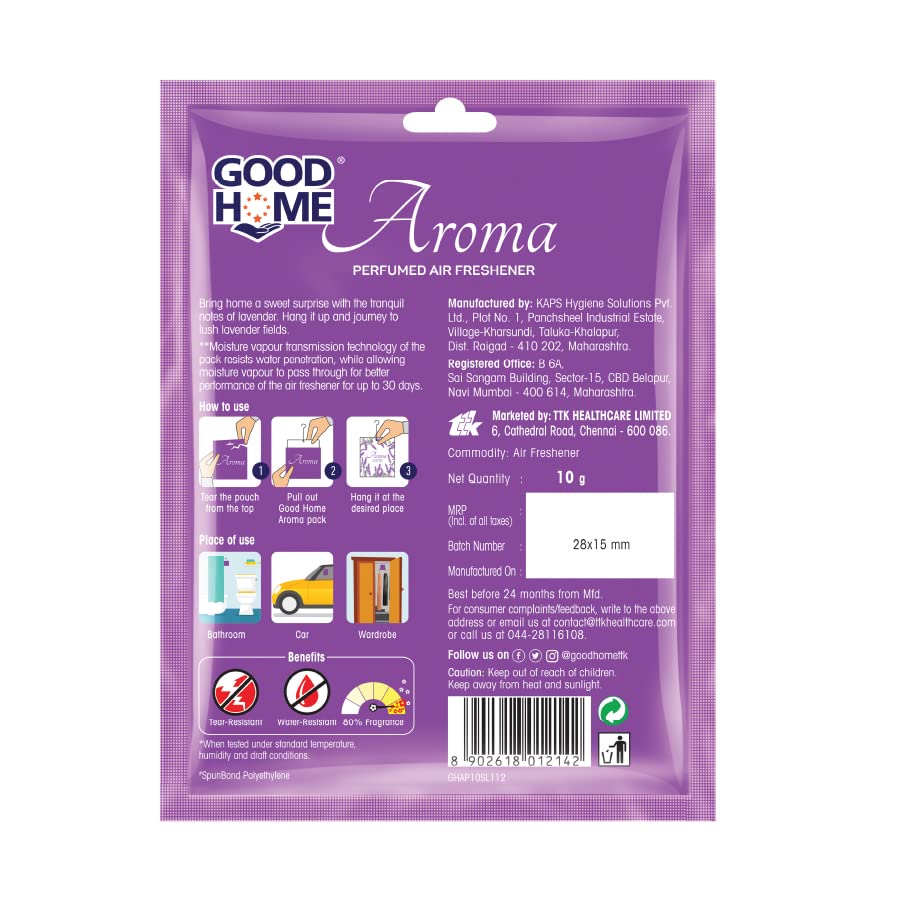 GOOD ®
HOME
Aroma
PERFUMED AIR FRESHENER
Bring home a sweet surprise with the tranquil
notes of lavender. Hang it up and journey to
lush lavender fields.
**Moisture vapour transmission technology of the
pack resists water penetration, while allowing
moisture vapour to pass through for better
performance of the air freshener for up to 30 days.
How to use
Aroma 1
Aroma 2
3
Tear the pouch
from the top
Pull out
Good Home
Aroma pack
Hang it at the
desired place
Place of use
Bathroom
Car
Wardrobe
Benefits
Tear-Resistant
Water-Resistant
80% Fragrance
*When tested under standard temperature,
humidity and draft conditions.
#SpunBond Polyethylene
Manufactured by: KAPS Hygiene Solutions Pvt.
Ltd., Plot No. 1, Panchsheel Industrial Estate,
Village-Kharsundi, Taluka-Khalapur,
Dist. Raigad - 410 202, Maharashtra.
Registered Office: B 6A,
Sai Sangam Building, Sector-15, CBD Belapur,
Navi Mumbai - 400 614, Maharashtra.
ttk
Marketed by: TTK HEALTHCARE LIMITED
6, Cathedral Road, Chennai - 600 086.
Commodity: Air Freshener
Net Quantity : 10 g
MRP :
(Incl. of all taxes)
Batch Number :
28x15 mm
Manufactured On :
Best before 24 months from Mfd.
For consumer complaints/feedback, write to the above
address or email us at contact@ttkhealthcare.com
or call us at 044-28116108.
Follow us on @goodhomettk
Caution: Keep out of reach of children.
Keep away from heat and sunlight.
8 902618 012142
GHAP10SL112